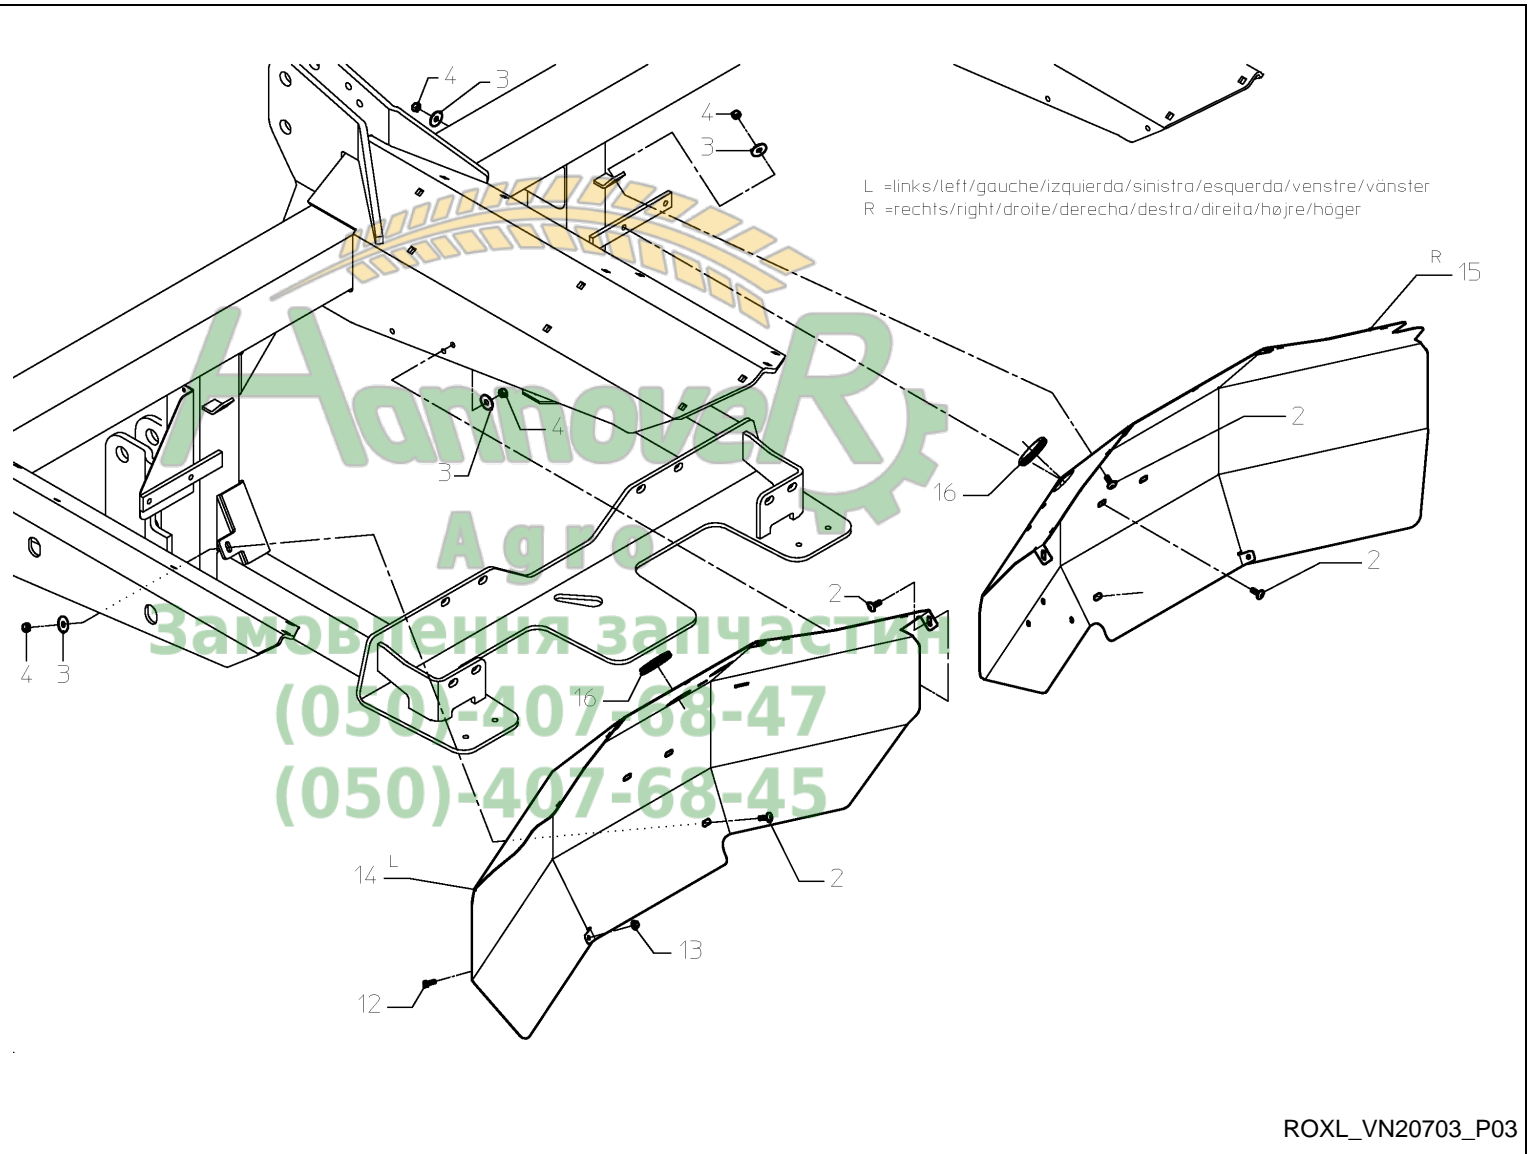 4
3
4
3
L =links/left/gauche/izquierda/sinistra/esquerda/venstre/vänster
R =rechts/right/droite/derecha/destra/direita/højre/höger
R
15
HannoveR
2
4
3
16
Agro
2
2
Замовлення запчастин
4
3
16
(050)-407-68-47
(050)-407-68-45
L
14
2
13
12
ROXL_VN20703_P03